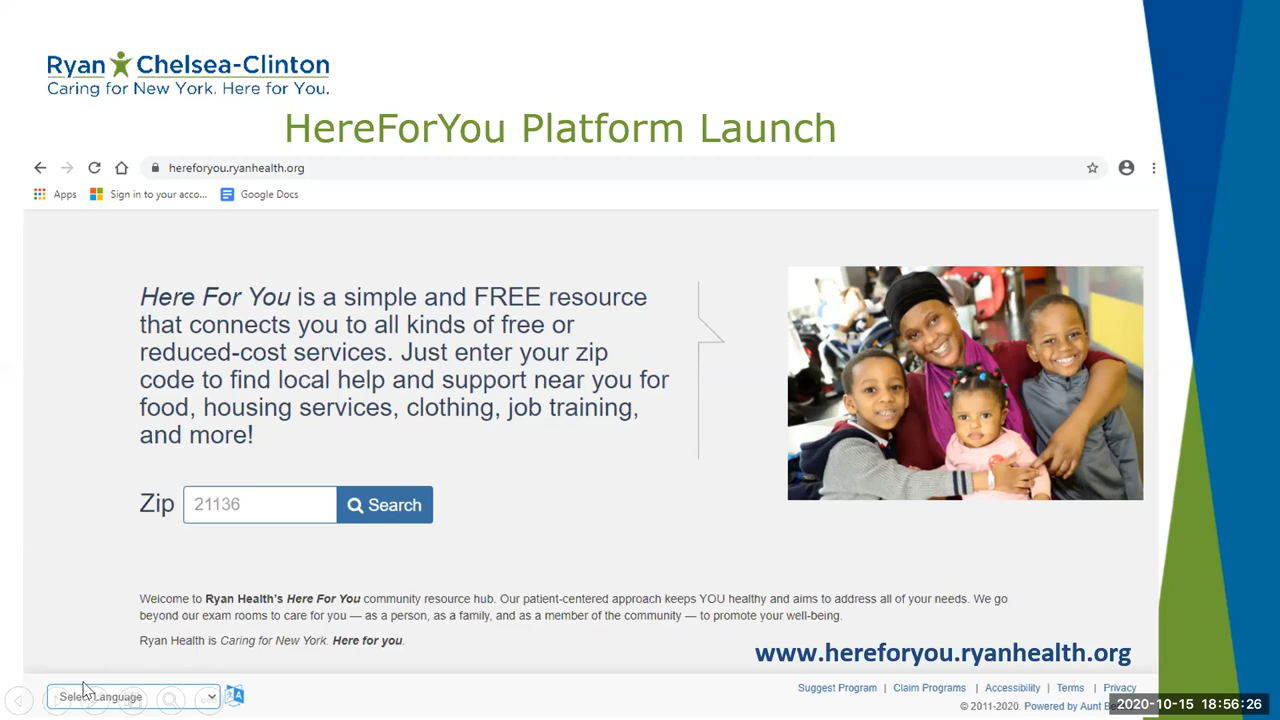 Ryan Chelsea-Clinton
Caring for New York. Here for You.
HereForYou Platform Launch
hereforyou.ryanhealth.org
Apps Sign in to your acco... Google Docs
Here For You is a simple and FREE resource
that connects you to all kinds of free or
reduced-cost services. Just enter your zip
code to find local help and support near you for
food, housing services, clothing, job training,
and more!
Zip 21136 Search
Welcome to Ryan Health's Here For You community resource hub. Our patient-centered approach keeps YOU healthy and aims to address all of your needs. We go
beyond our exam rooms to care for you — as a person, as a family, and as a member of the community — to promote your well-being.
Ryan Health is Caring for New York. Here for you.
www.hereforyou.ryanhealth.org
Select Language
Suggest Program | Claim Programs | Accessibility | Terms | Privacy
© 2011-2020. Powered by Aunt
2020-10-15 18:56:26